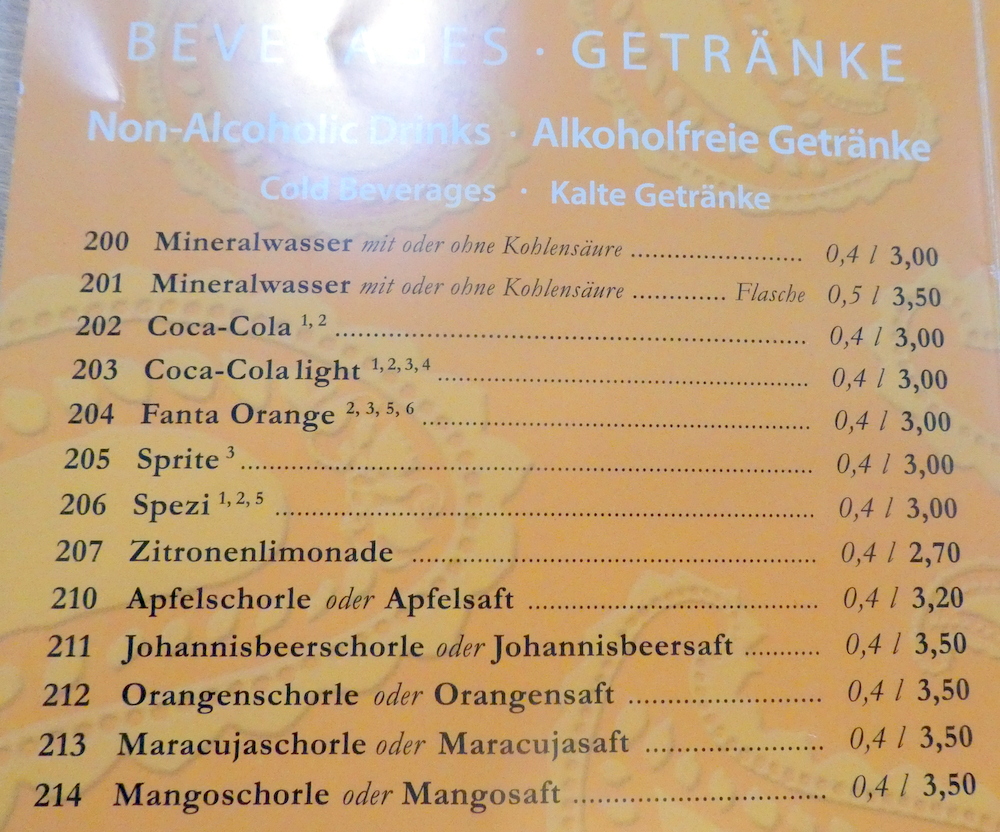 BEVERAGES · GETRÄNKE
Non-Alcoholic Drinks · Alkoholfreie Getränke
Cold Beverages · Kalte Getränke
200 Mineralwasser mit oder ohne Kohlensäure ..................... 0,4 l 3,00
201 Mineralwasser mit oder ohne Kohlensäure ............ Flasche 0,5 l 3,50
202 Coca-Cola 1, 2 ............................................................ 0,4 l 3,00
203 Coca-Cola light 1, 2, 3, 4 ............................................... 0,4 l 3,00
204 Fanta Orange 2, 3, 5, 6 ................................................. 0,4 l 3,00
205 Sprite 3 ......................................................................... 0,4 l 3,00
206 Spezi 1, 2, 5 .................................................................... 0,4 l 3,00
207 Zitronenlimonade .................................................... 0,4 l 2,70
210 Apfelschorle oder Apfelsaft ..................................... 0,4 l 3,20
211 Johannisbeerschorle oder Johannisbeersaft .......... 0,4 l 3,50
212 Orangenschorle oder Orangensaft ........................ 0,4 l 3,50
213 Maracujaschorle oder Maracujasaft ...................... 0,4 l 3,50
214 Mangoschorle oder Mangosaft ................................ 0,4 l 3,50